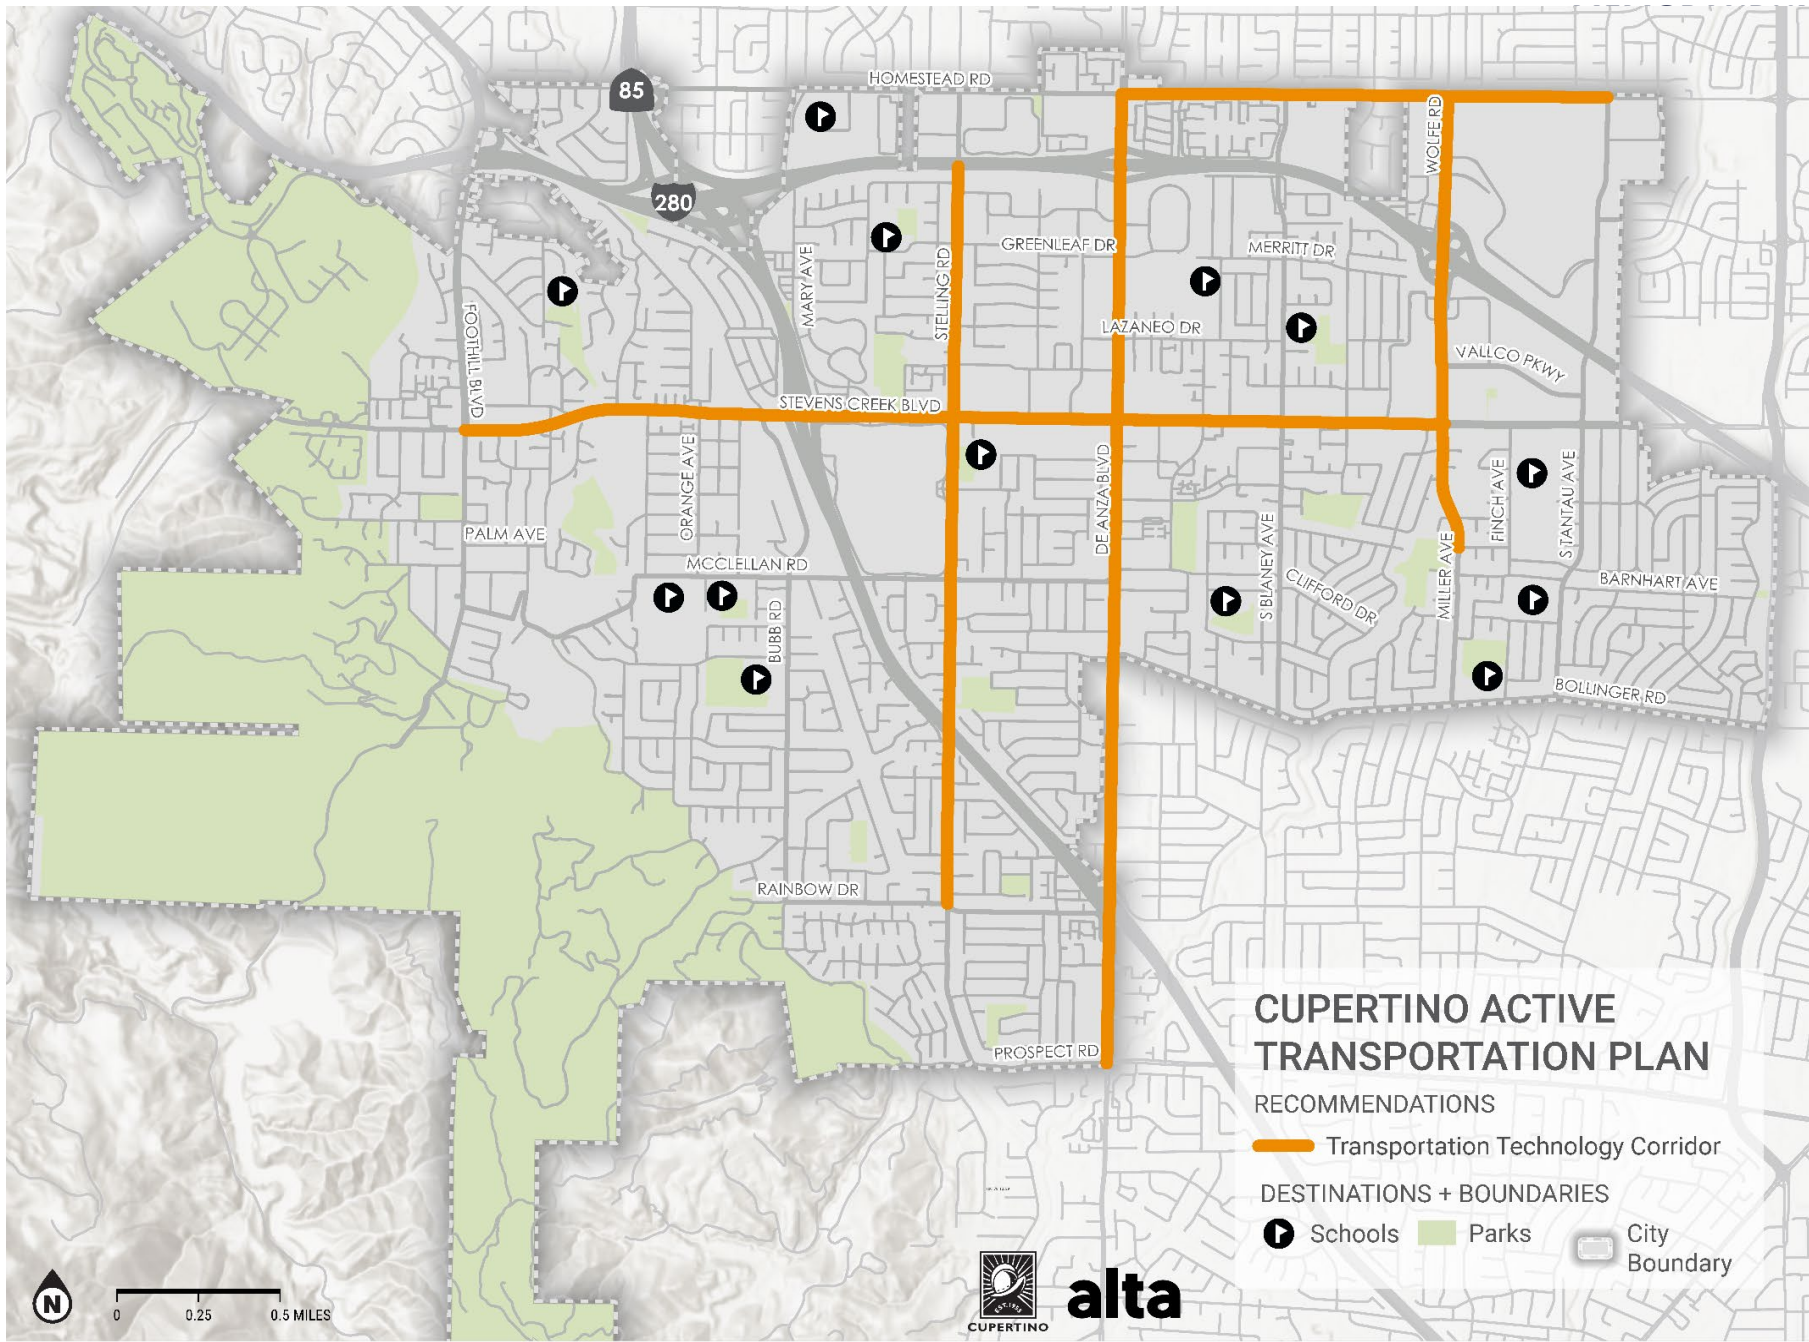 HOMESTEAD RD
85
WOLFE RD
280
GREENLEAF DR
MERRITT DR
MARY AVE
STELLING RD
FOOTHILL BLVD
LAZANEO DR
VALLCO PKWY
STEVENS CREEK BLVD
ORANGE AVE
DE ANZA BLVD
FINCH AVE
S TANTAU AVE
PALM AVE
S BLANEY AVE
MILLER AVE
MCCLELLAN RD
CLIFFORD DR
BARNHART AVE
BUBB RD
BOLLINGER RD
RAINBOW DR
PROSPECT RD
CUPERTINO ACTIVE
TRANSPORTATION PLAN
RECOMMENDATIONS
Transportation Technology Corridor
DESTINATIONS + BOUNDARIES
Schools
Parks
City
Boundary
N
0
0.25
0.5 MILES
EST. 1955
CUPERTINO
alta